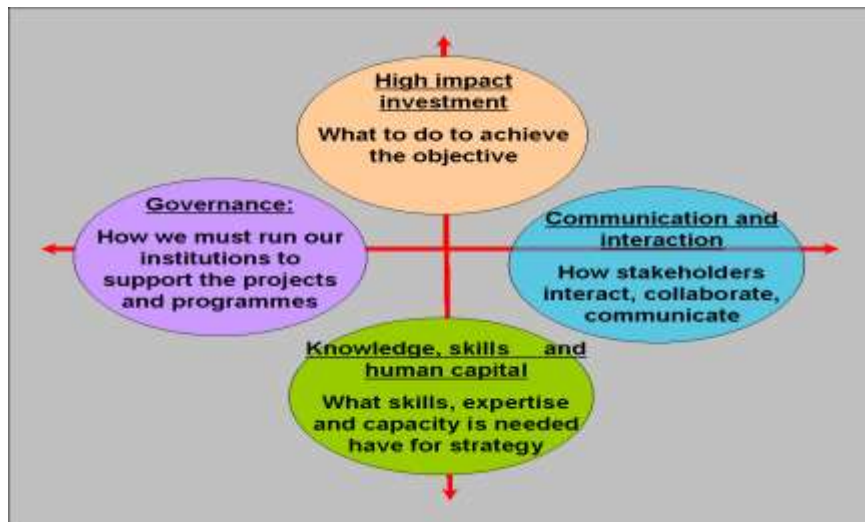 High impact
investment
What to do to achieve
the objective
Governance:
How we must run our
institutions to
support the projects
and programmes
Communication and
interaction
How stakeholders
interact, collaborate,
communicate
Knowledge, skills and
human capital
What skills, expertise
and capacity is needed
have for strategy